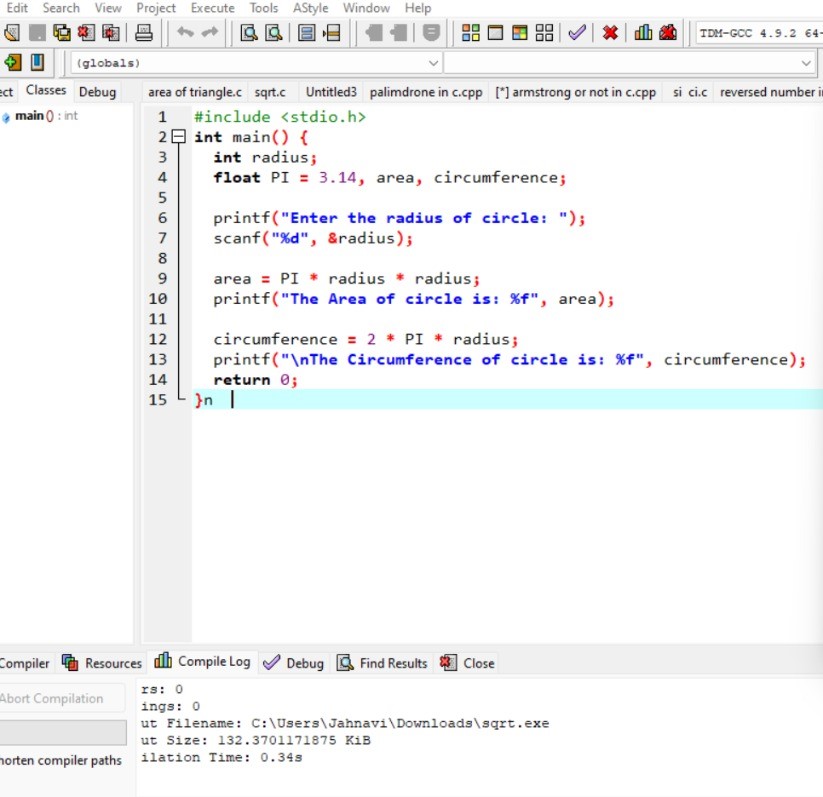 Edit Search View Project Execute Tools AStyle Window Help
TDM-GCC 4.9.2 64-
(globals)
ect Classes Debug
area of triangle.c sqrt.c Untitled3 palimdrone in c.cpp [*] armstrong or not in c.cpp si ci.c reversed number i
main () : int
1 #include <stdio.h>
2 int main() {
3 int radius;
4 float PI = 3.14, area, circumference;
5
6 printf("Enter the radius of circle: ");
7 scanf("%d", &radius);
8
9 area = PI * radius * radius;
10 printf("The Area of circle is: %f", area);
11
12 circumference = 2 * PI * radius;
13 printf("\nThe Circumference of circle is: %f", circumference);
14 return 0;
15 }n
Compiler Resources Compile Log Debug Find Results Close
Abort Compilation
horten compiler paths
rs: 0
ings: 0
ut Filename: C:\Users\Jahnavi\Downloads\sqrt.exe
ut Size: 132.3701171875 KiB
ilation Time: 0.34s